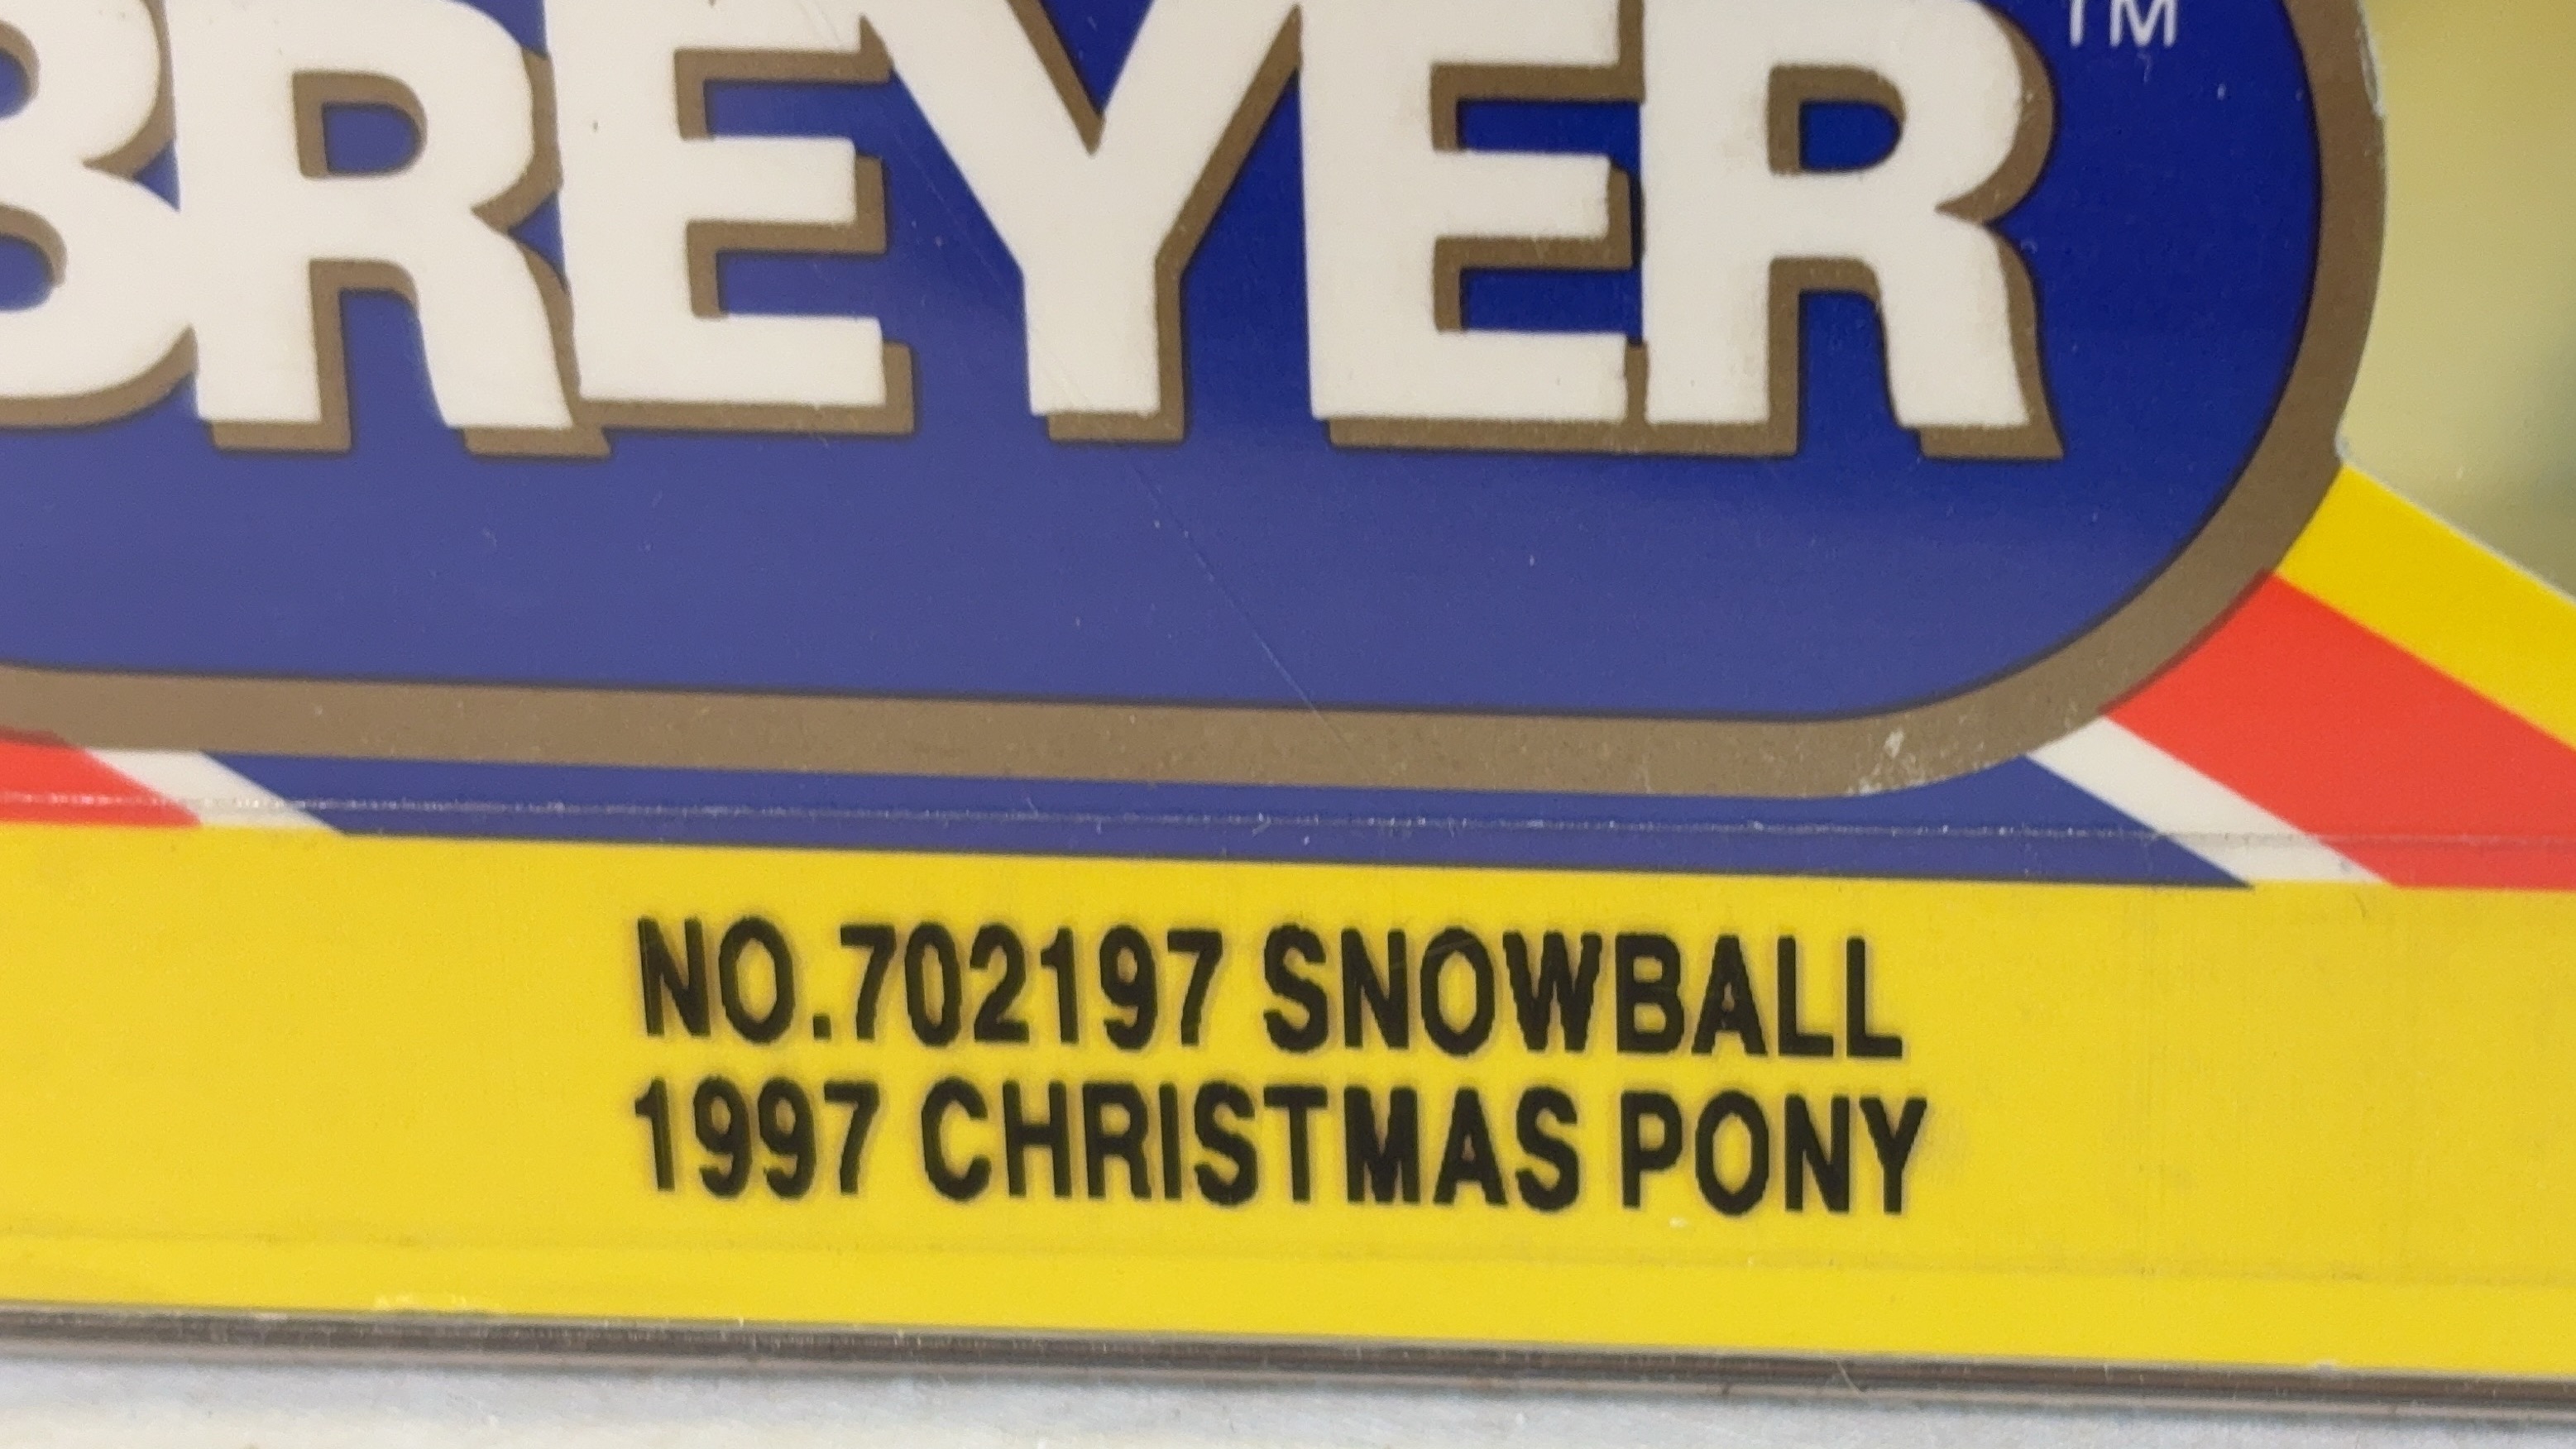 BREYER™
NO.702197 SNOWBALL
1997 CHRISTMAS PONY